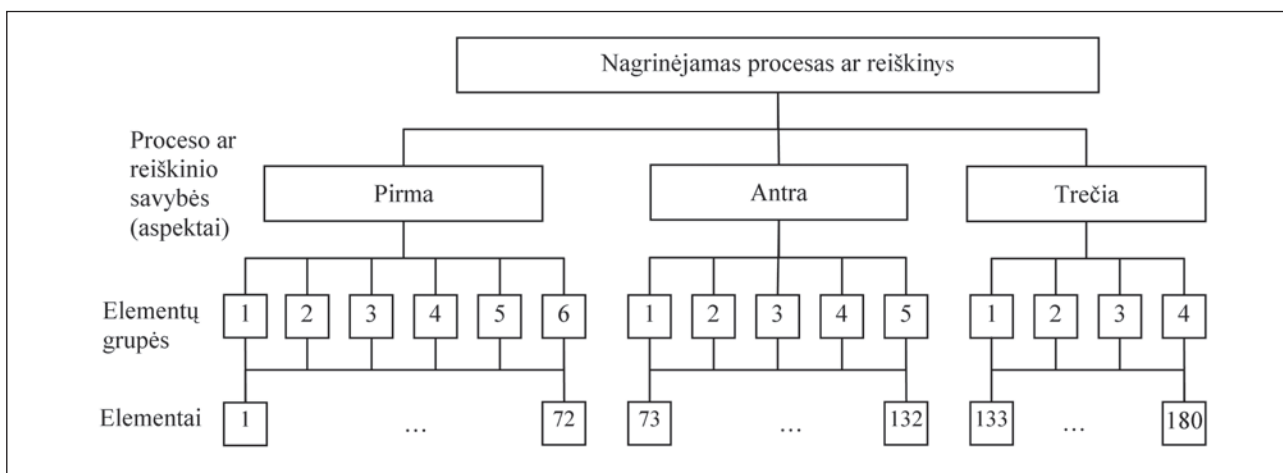 Nagrinėjamas procesas ar reiškinys
Proceso ar
reiškinio
savybės
(aspektai)
Pirma
Antra
Trečia
Elementų
grupės
1 2 3 4 5 6 1 2 3 4 5 1 2 3 4
Elementai
1 ... 72 73 ... 132 133 ... 180